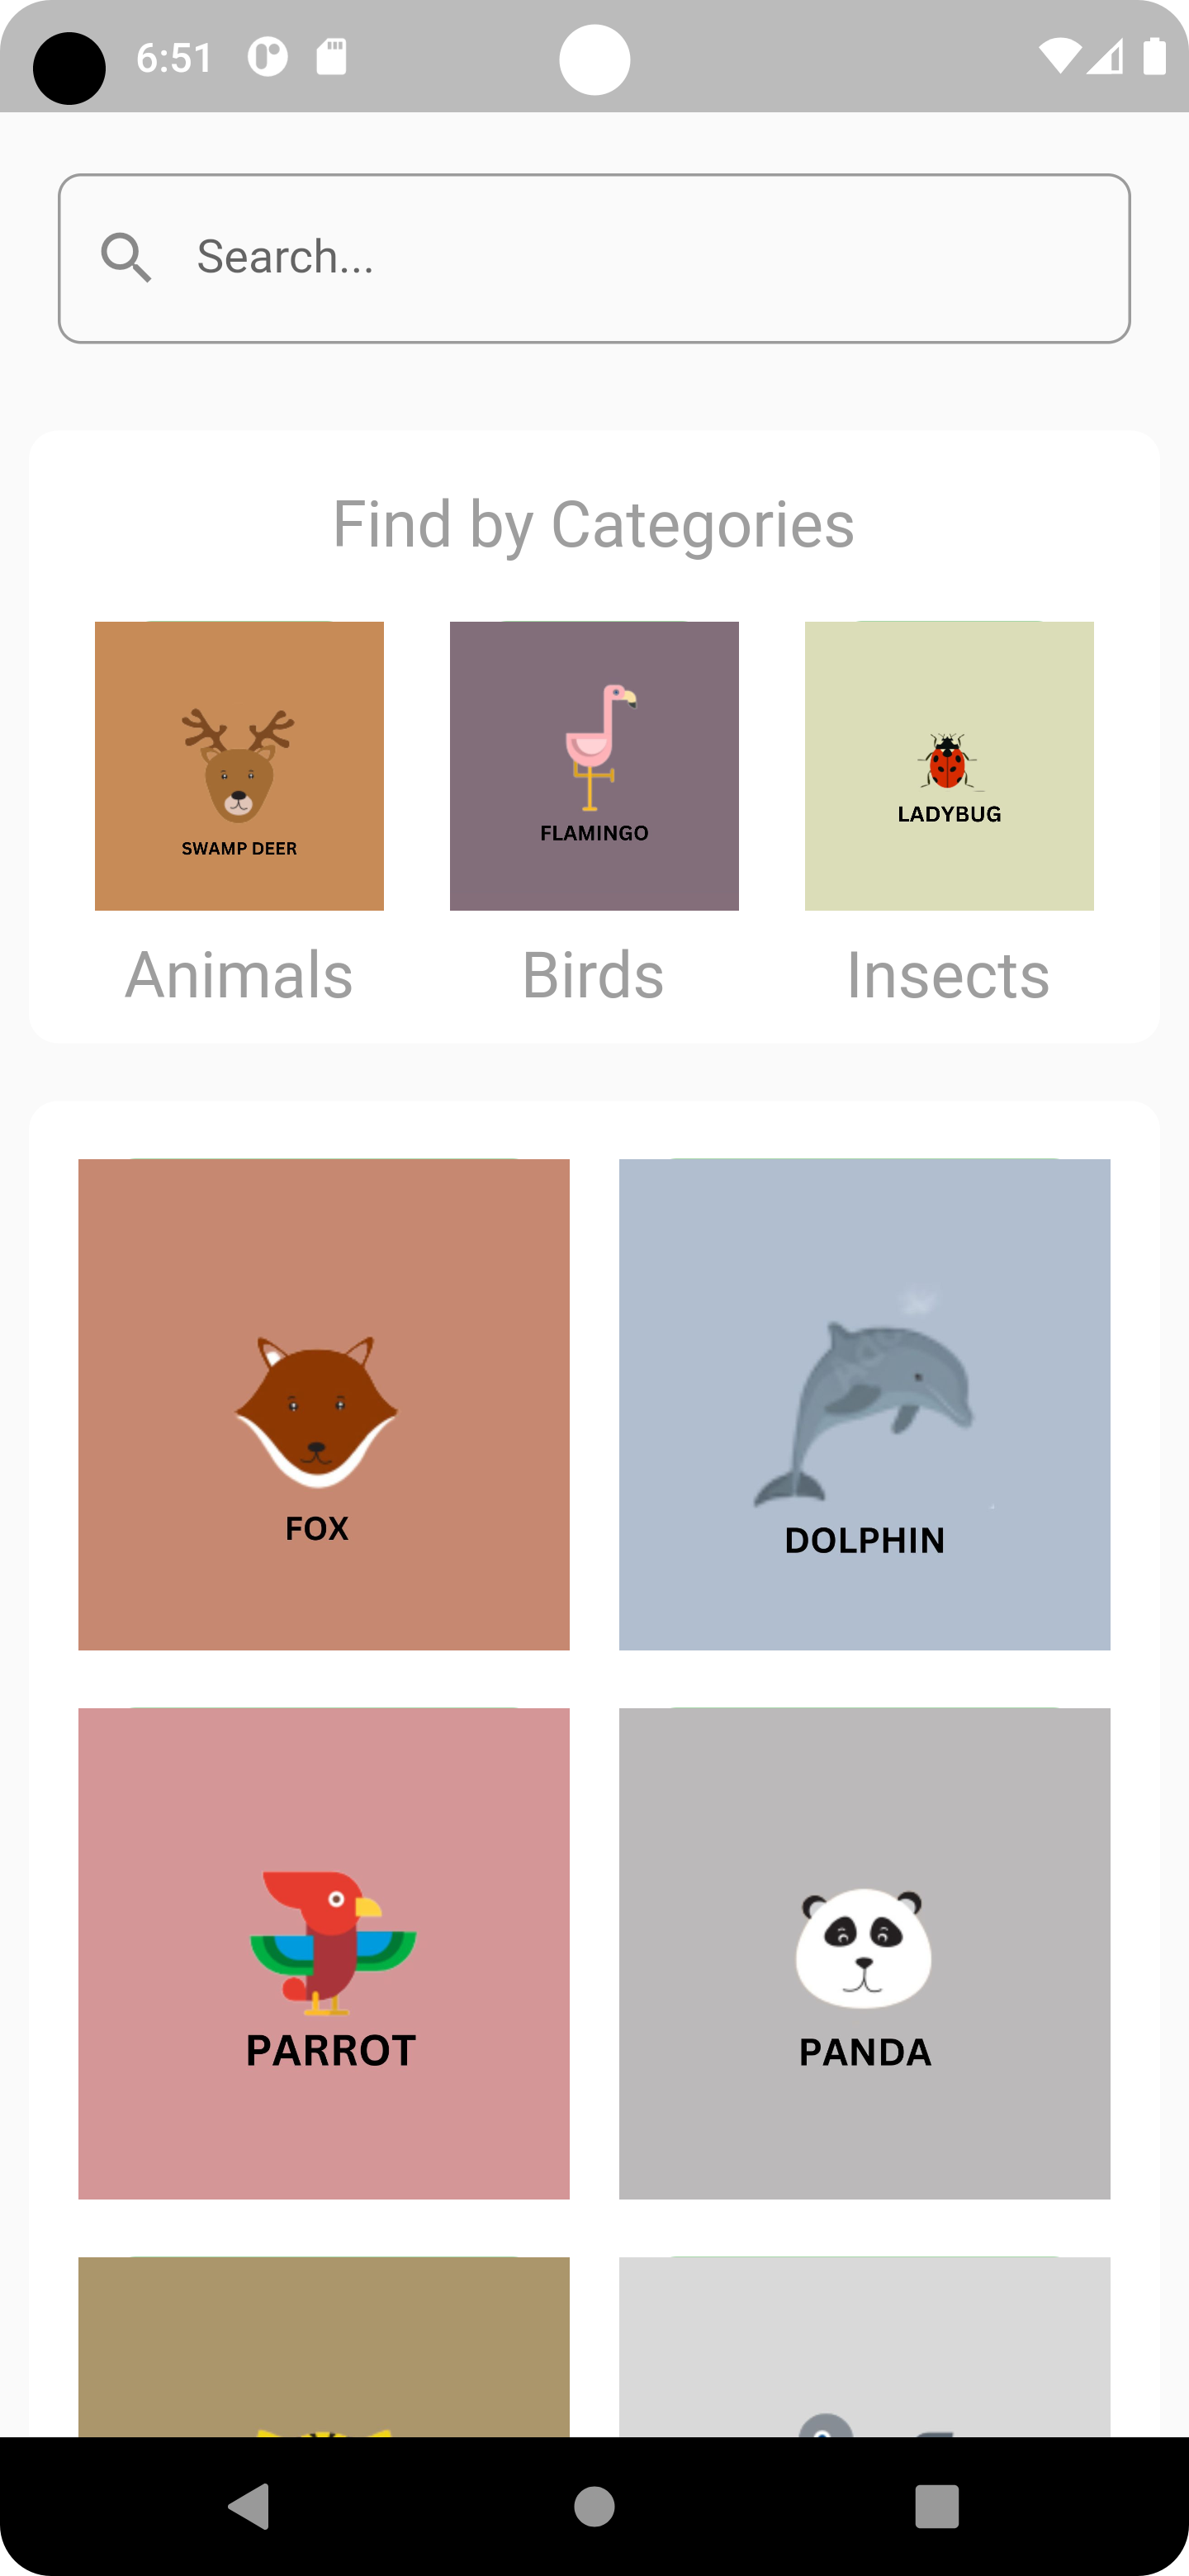 6:51
Search...
Find by Categories
SWAMP DEER
FLAMINGO
LADYBUG
Animals
Birds
Insects
FOX
DOLPHIN
PARROT
PANDA